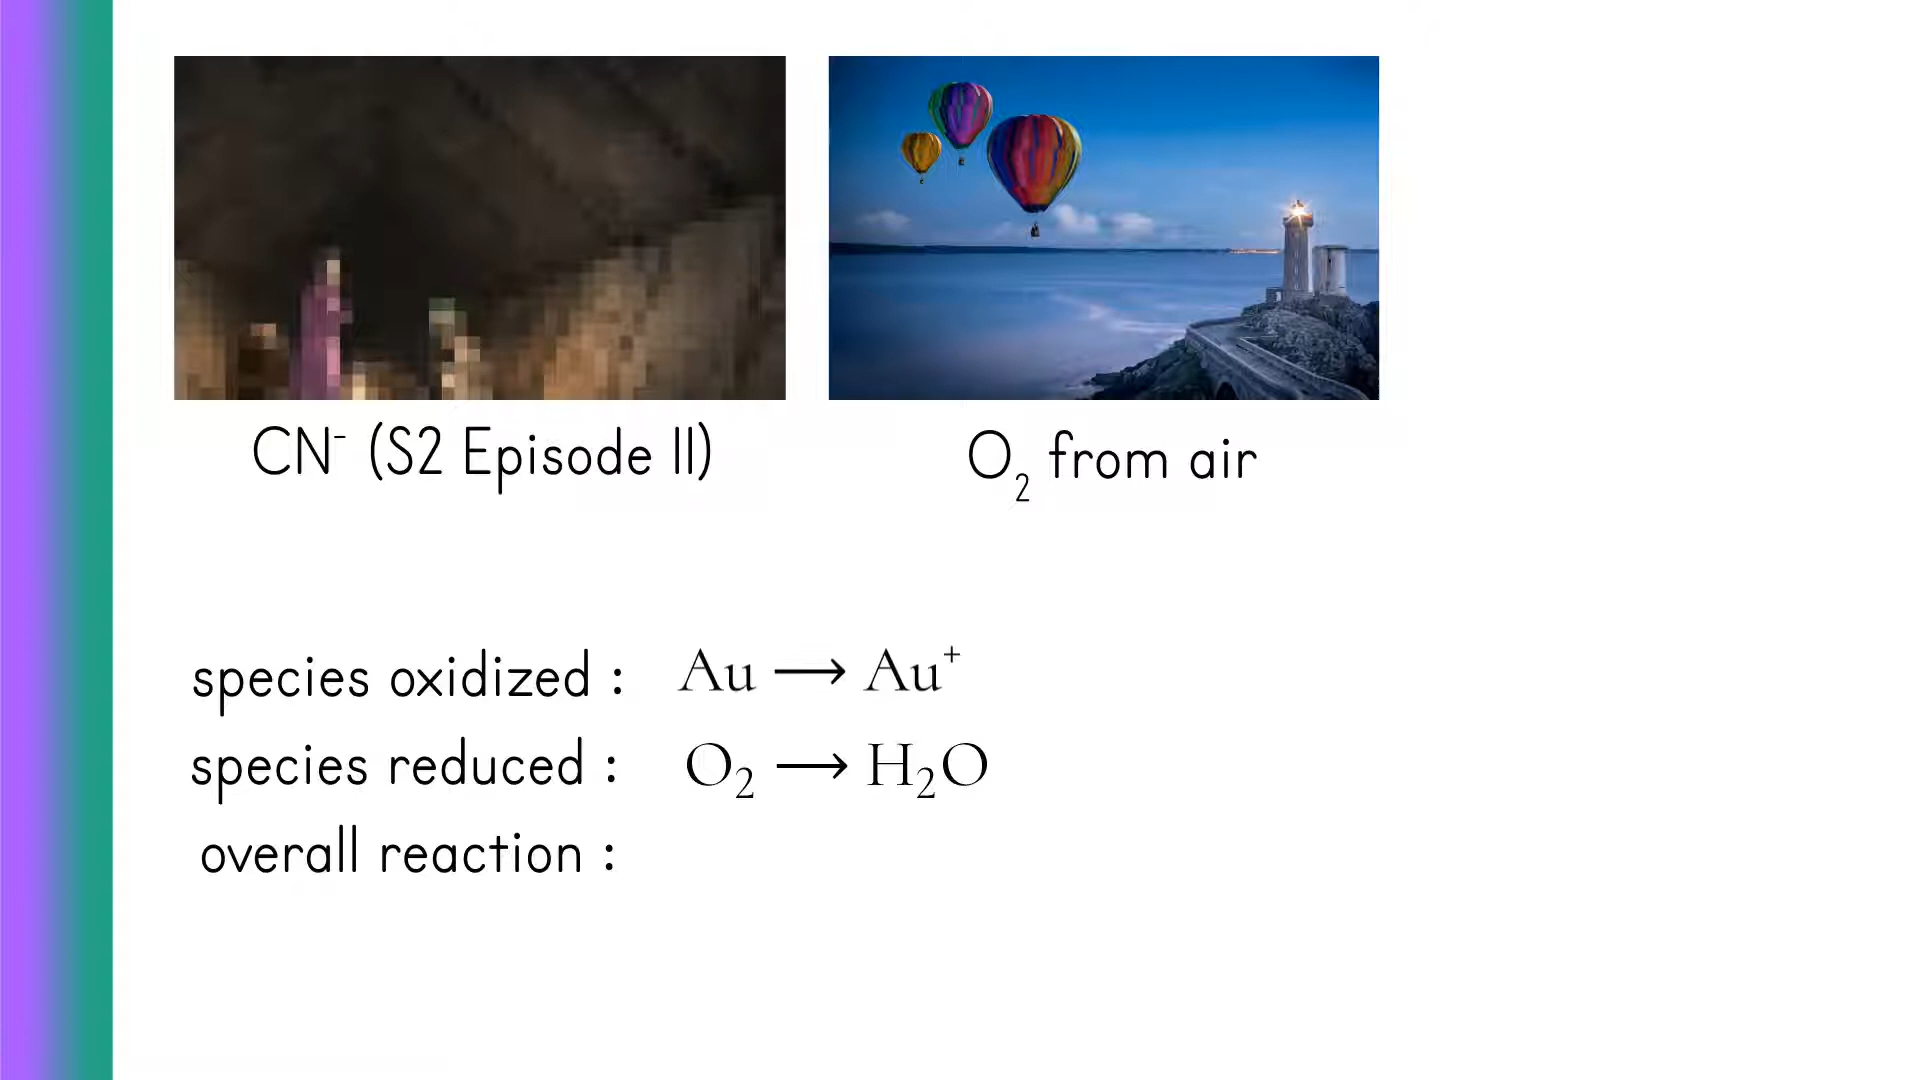 CN⁻ (S2 Episode II)
O₂ from air
species oxidized : Au ⟶ Au⁺
species reduced : O₂ ⟶ H₂O
overall reaction :